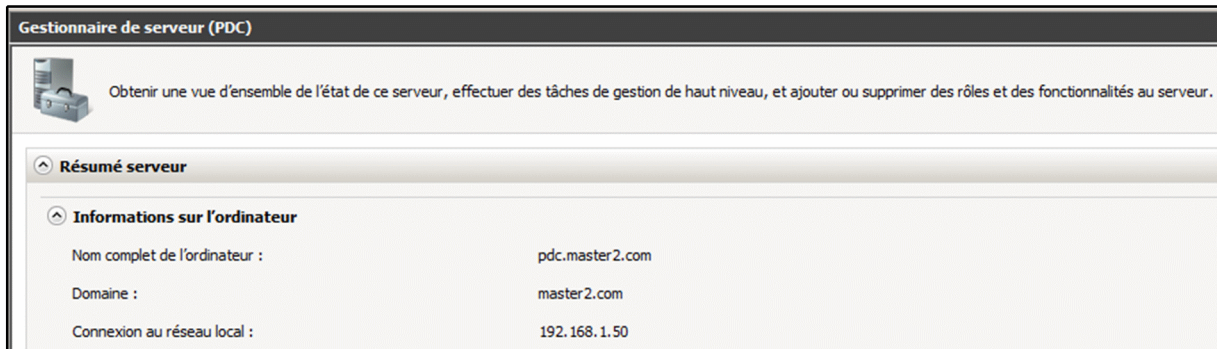 Gestionnaire de serveur (PDC)
Obtenir une vue d'ensemble de l'état de ce serveur, effectuer des tâches de gestion de haut niveau, et ajouter ou supprimer des rôles et des fonctionnalités au serveur.
Résumé serveur
Informations sur l'ordinateur
Nom complet de l'ordinateur : pdc.master2.com
Domaine : master2.com
Connexion au réseau local : 192.168.1.50